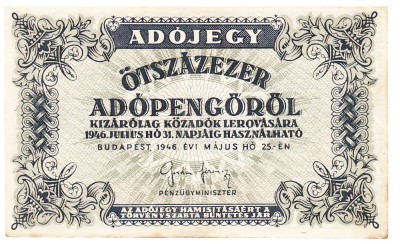 ADÓJEGY
ÖTSZÁZEZER
ADÓPENGŐRŐL
KIZÁRÓLAG KÖZADÓK LEROVÁSÁRA
1946. JULIUS HÓ 31. NAPJÁIG HASZNÁLHATÓ
BUDAPEST, 1946. ÉVI MÁJUS HÓ 25.-ÉN
PÉNZÜGYMINISZTER
AZ ADÓJEGY HAMISÍTÁSÁÉRT A
TÖRVÉNYSZABTA BÜNTETÉS JÁR